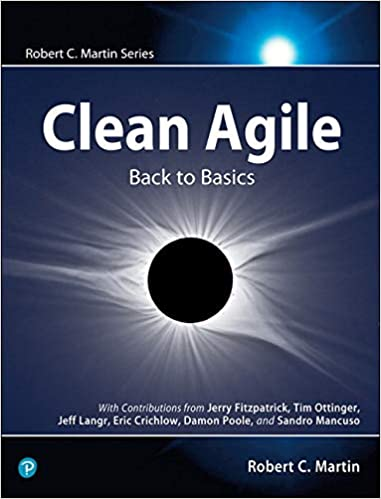 Robert C. Martin Series
Clean Agile
Back to Basics
With Contributions from Jerry Fitzpatrick, Tim Ottinger,
Jeff Langr, Eric Crichlow, Damon Poole, and Sandro Mancuso
Robert C. Martin